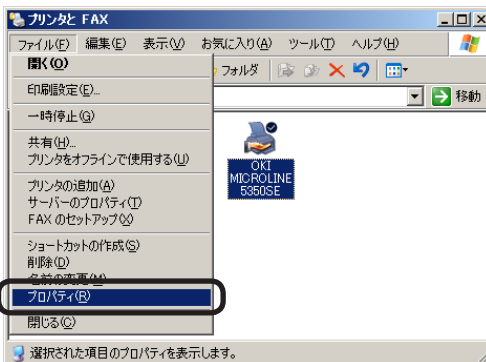 プリンタと FAX
ファイル(F) 編集(E) 表示(V) お気に入り(A) ツール(T) ヘルプ(H)
開く(O)
フォルダ
印刷設定(E)...
移動
一時停止(G)
共有(H)...
プリンタをオフラインで使用する(U)
OKI
MICROLINE
5350SE
プリンタの追加(A)
サーバーのプロパティ(T)
FAX のセットアップ(X)
ショートカットの作成(S)
削除(D)
名前の変更(M)
プロパティ(R)
閉じる(C)
選択された項目のプロパティを表示します。